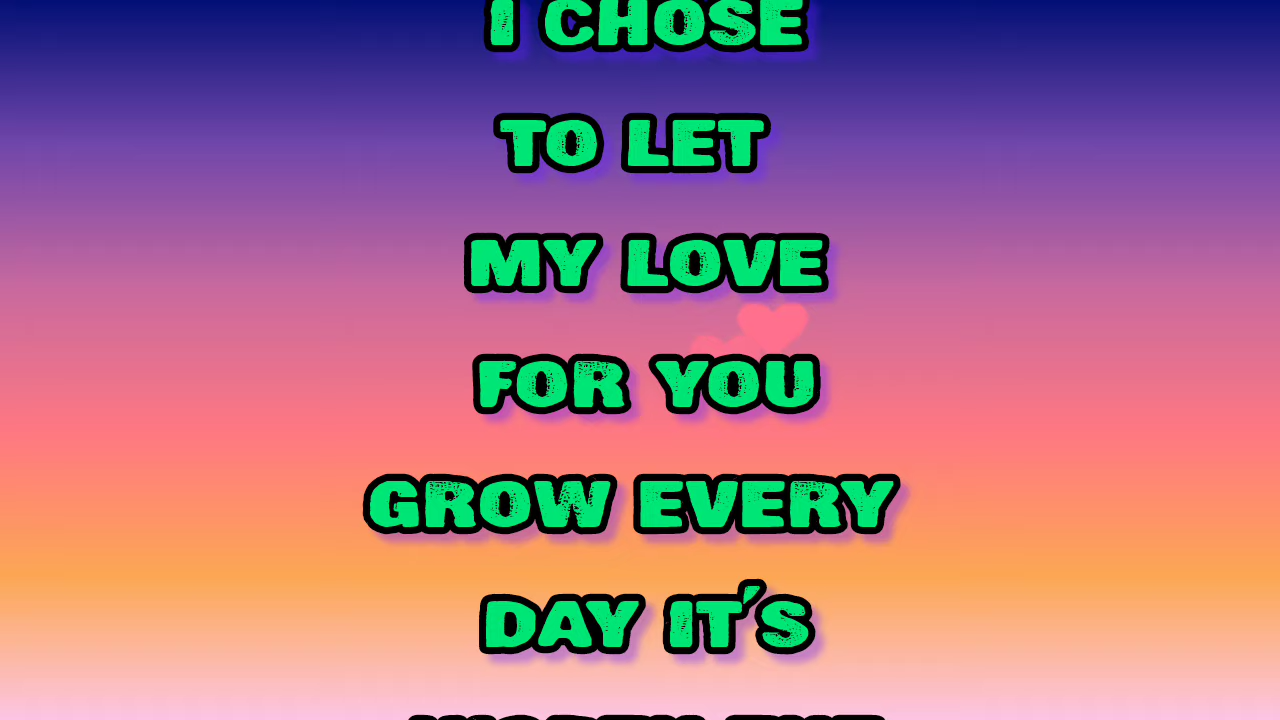 I CHOSE
TO LET
MY LOVE
FOR YOU
GROW EVERY
DAY IT'S